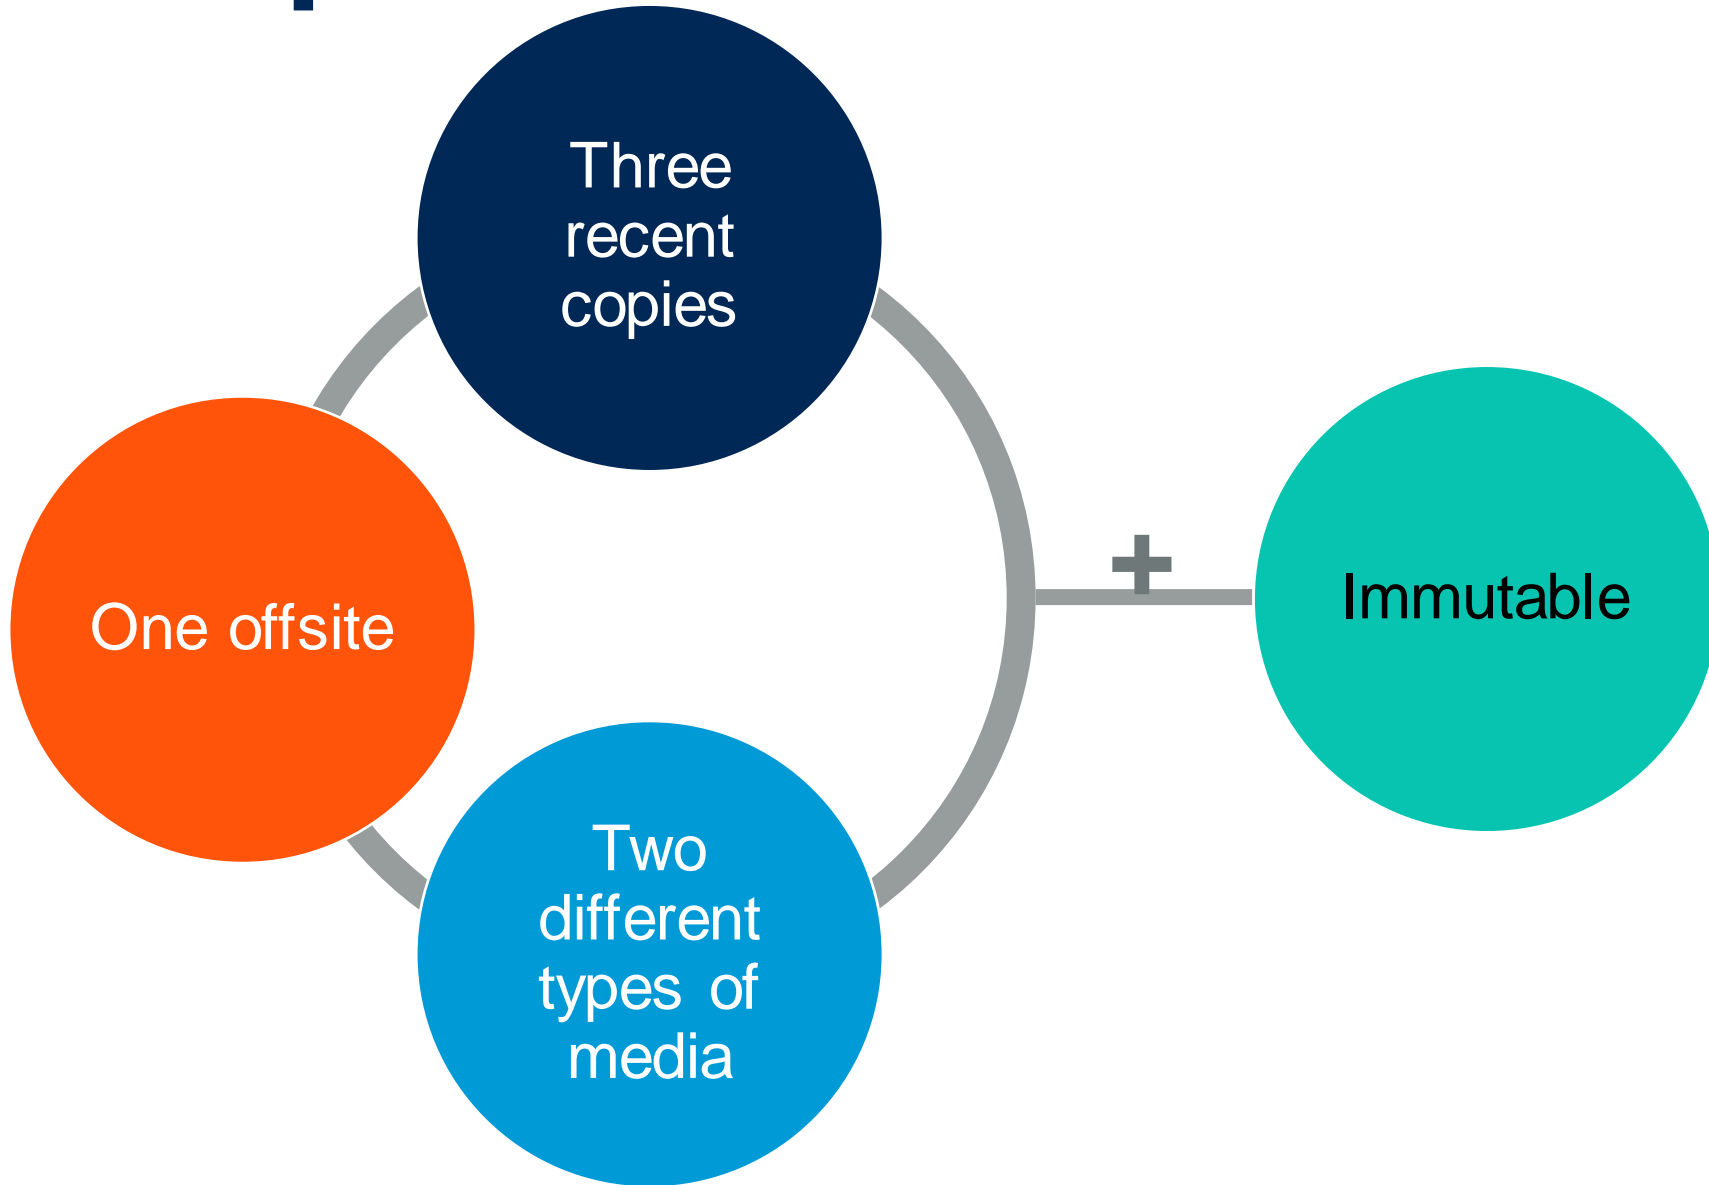 Three
recent
copies
One offsite
Two
different
types of
media
+
Immutable